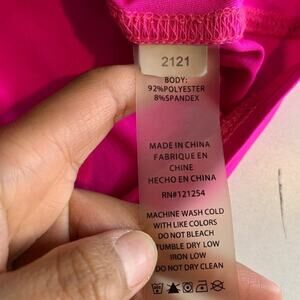 2121
BODY:
92%POLYESTER
8%SPANDEX
MADE IN CHINA
FABRIQUE EN
CHINE
HECHO EN CHINA
RN#121254
MACHINE WASH COLD
WITH LIKE COLORS
DO NOT BLEACH
TUMBLE DRY LOW
IRON LOW
DO NOT DRY CLEAN